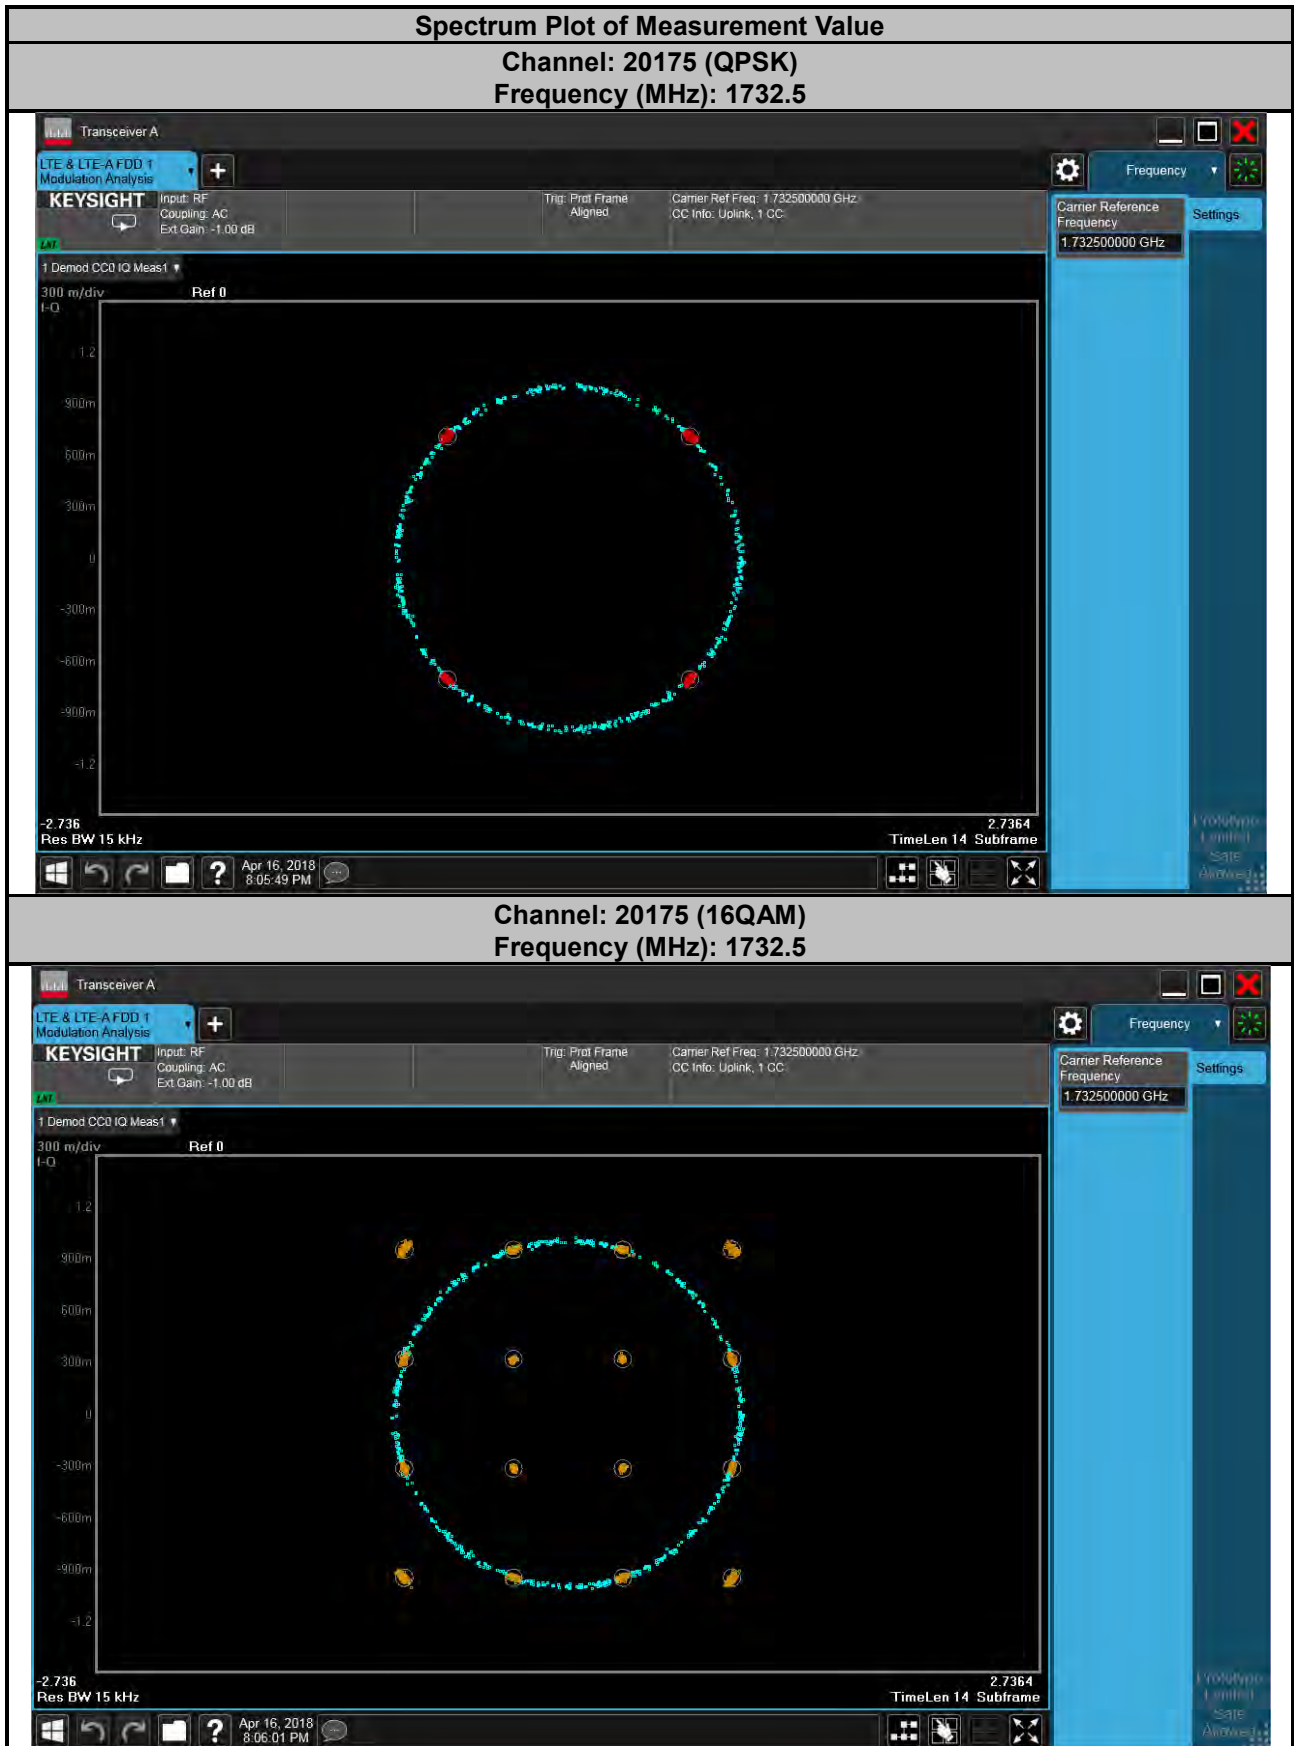 Spectrum Plot of Measurement Value
Channel: 20175 (QPSK)
Frequency (MHz): 1732.5
Transceiver A
LTE & LTE-A FDD 1
Modulation Analysis
Frequency
KEYSIGHT
Input: RF
Coupling: AC
Ext Gain: -1.00 dB
Trig: Prdt Frame
Aligned
Carrier Ref Freq: 1.732500000 GHz
CC Info: Uplink, 1 CC
LXI
Carrier Reference
Frequency
1.732500000 GHz
Settings
1 Demod CC0 IQ Meas1
300 m/div
Ref 0
I-Q
1.2
900m
600m
300m
0
-300m
-600m
-900m
-1.2
-2.736
2.7364
Res BW 15 kHz
TimeLen 14 Subframe
Apr 16, 2018
8:05:49 PM
Channel: 20175 (16QAM)
Frequency (MHz): 1732.5
Transceiver A
LTE & LTE-A FDD 1
Modulation Analysis
Frequency
KEYSIGHT
Input: RF
Coupling: AC
Ext Gain: -1.00 dB
Trig: Prdt Frame
Aligned
Carrier Ref Freq: 1.732500000 GHz
CC Info: Uplink, 1 CC
LXI
Carrier Reference
Frequency
1.732500000 GHz
Settings
1 Demod CC0 IQ Meas1
300 m/div
Ref 0
I-Q
1.2
900m
600m
300m
0
-300m
-600m
-900m
-1.2
-2.736
2.7364
Res BW 15 kHz
TimeLen 14 Subframe
Apr 16, 2018
8:06:01 PM